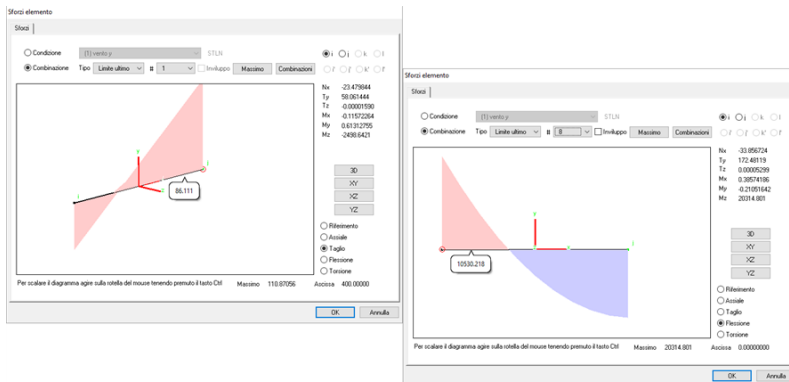 Sforzi elemento
Sforzi
Condizione (1) vento y STLN i j k l
Combinazione Tipo Limite ultimo # 1 Inviluppo Massimo Combinazioni i' j' k' l'
Nx -23.479844
Ty 58.061444
Tz -0.00001590
Mx -0.11572264
My 0.61312755
Mz -2498.6421
3D
XY
XZ
YZ
Riferimento
Assiale
Taglio
Flessione
Torsione
y
i
j
86.111
Per scalare il diagramma agire sulla rotella del mouse tenendo premuto il tasto Ctrl Massimo 110.87056 Ascissa 400.00000
OK Annulla
Sforzi elemento
Sforzi
Condizione (1) vento y STLN i j k l
Combinazione Tipo Limite ultimo # 8 Inviluppo Massimo Combinazioni i' j' k' l'
Nx -33.856724
Ty 172.48119
Tz 0.00005299
Mx 0.38574186
My -0.21051642
Mz 20314.801
3D
XY
XZ
YZ
Riferimento
Assiale
Taglio
Flessione
Torsione
y
j
10530.218
Per scalare il diagramma agire sulla rotella del mouse tenendo premuto il tasto Ctrl Massimo 20314.801 Ascissa 0.00000000
OK Annulla